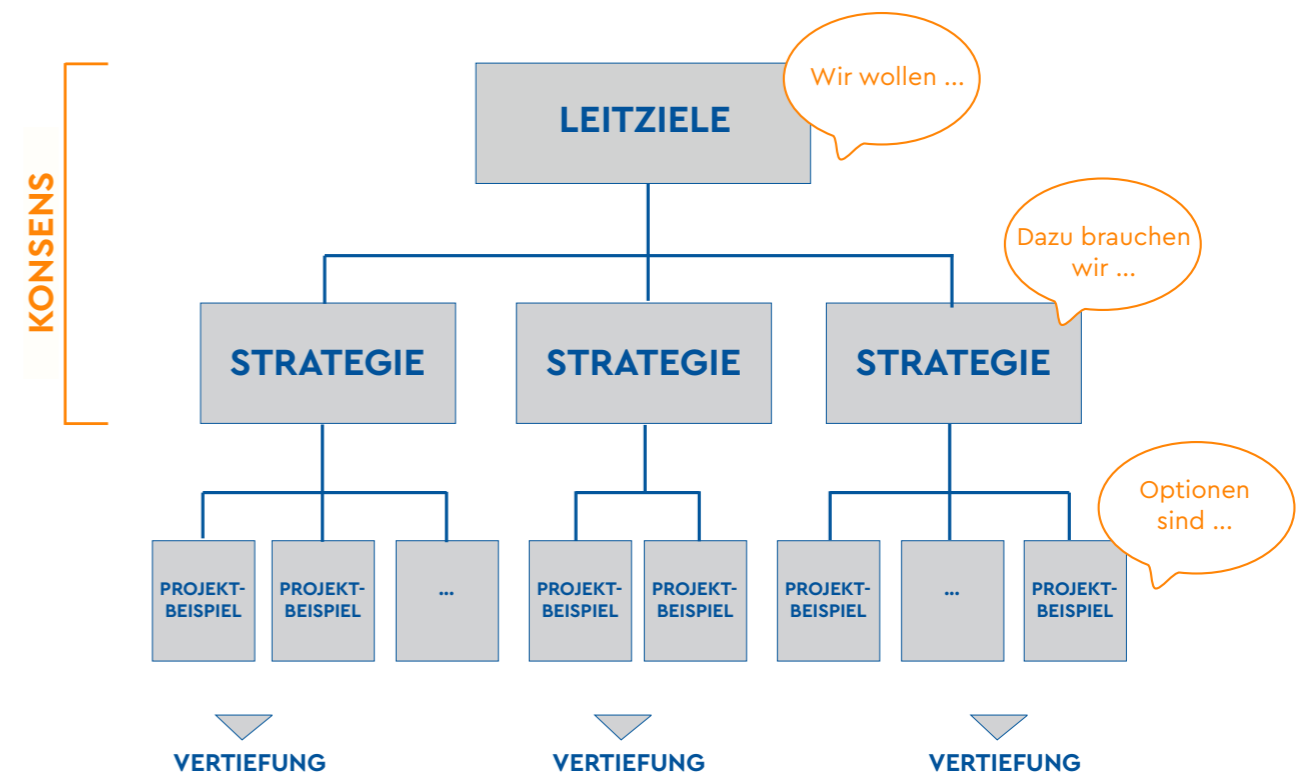 Wir wollen ...
LEITZIELE
KONSENS
Dazu brauchen
wir ...
STRATEGIE
STRATEGIE
STRATEGIE
Optionen
sind ...
PROJEKT-
BEISPIEL
PROJEKT-
BEISPIEL
...
PROJEKT-
BEISPIEL
PROJEKT-
BEISPIEL
PROJEKT-
BEISPIEL
...
PROJEKT-
BEISPIEL
VERTIEFUNG
VERTIEFUNG
VERTIEFUNG